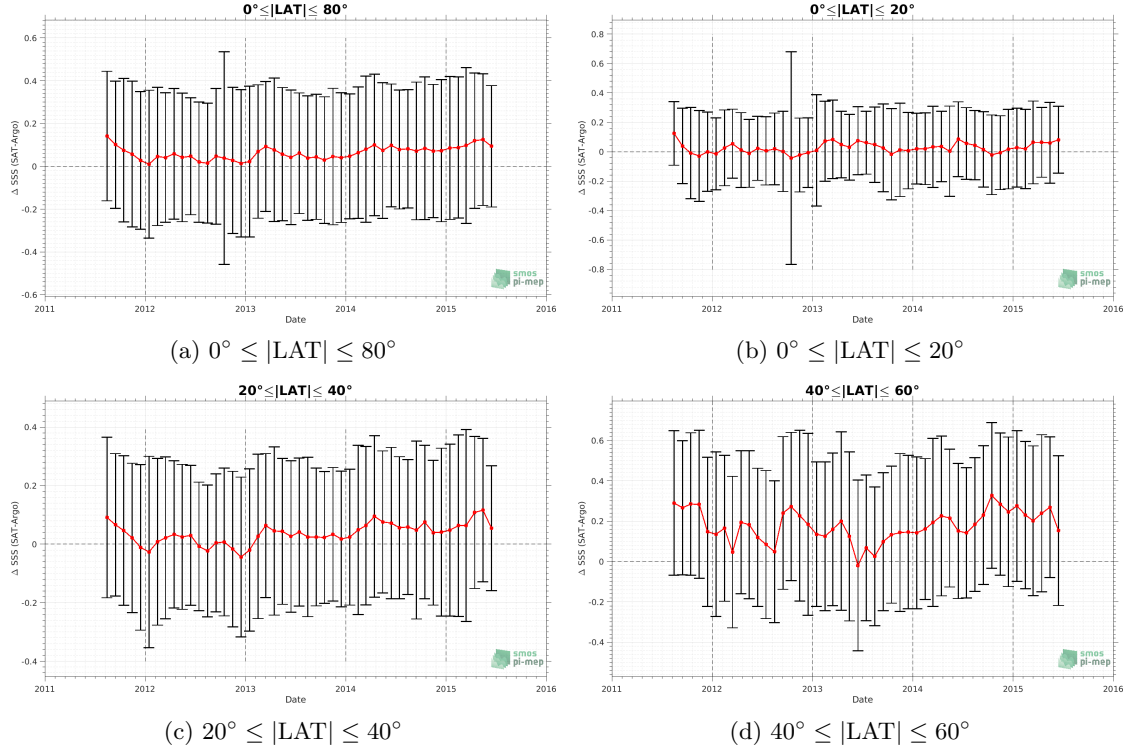 0°≤|LAT|≤ 80°
Δ SSS (SAT-Argo)
0.6
0.4
0.2
0
-0.2
-0.4
-0.6
2011 2012 2013 2014 2015 2016
Date
smos
pi-mep
(a) 0° ≤ |LAT| ≤ 80°
0°≤|LAT|≤ 20°
Δ SSS (SAT-Argo)
0.8
0.6
0.4
0.2
0
-0.2
-0.4
-0.6
-0.8
2011 2012 2013 2014 2015 2016
Date
smos
pi-mep
(b) 0° ≤ |LAT| ≤ 20°
20°≤|LAT|≤ 40°
Δ SSS (SAT-Argo)
0.4
0.2
0
-0.2
-0.4
2011 2012 2013 2014 2015 2016
Date
smos
pi-mep
(c) 20° ≤ |LAT| ≤ 40°
40°≤|LAT|≤ 60°
Δ SSS (SAT-Argo)
0.6
0.4
0.2
0
-0.2
-0.4
2011 2012 2013 2014 2015 2016
Date
smos
pi-mep
(d) 40° ≤ |LAT| ≤ 60°